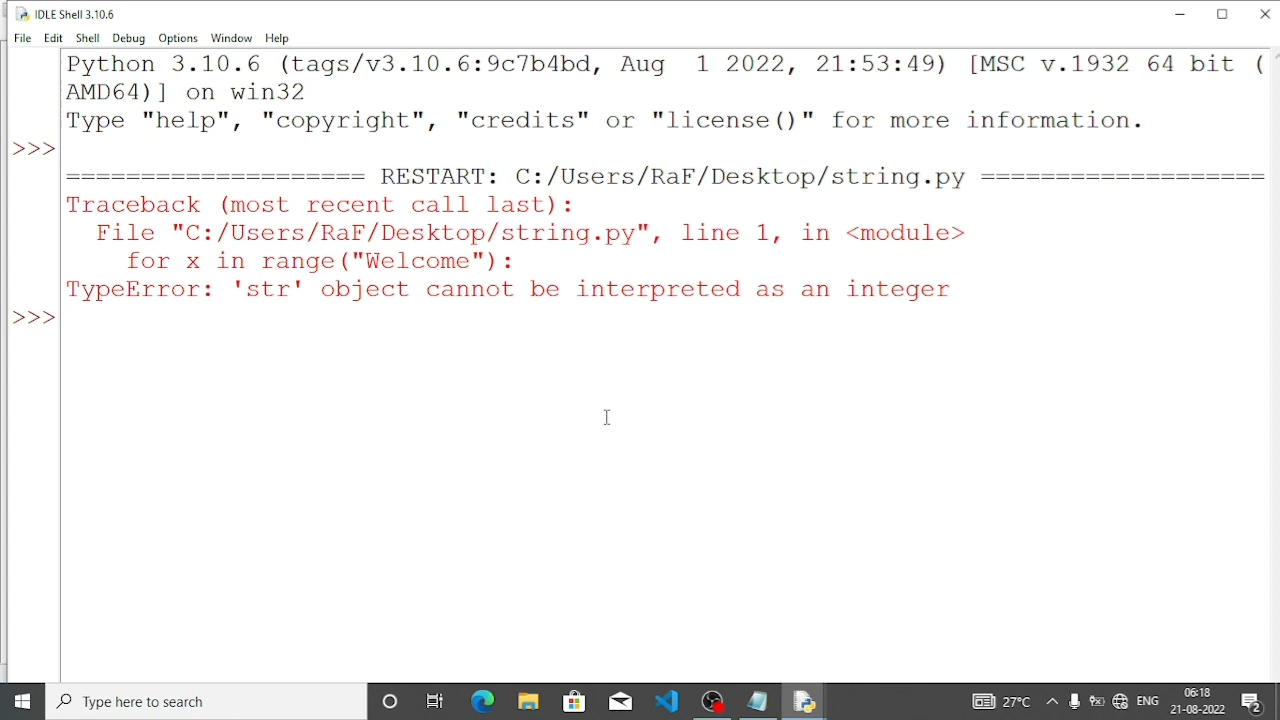 IDLE Shell 3.10.6
File Edit Shell Debug Options Window Help
Python 3.10.6 (tags/v3.10.6:9c7b4bd, Aug  1 2022, 21:53:49) [MSC v.1932 64 bit (
AMD64)] on win32
Type "help", "copyright", "credits" or "license()" for more information.
>>>
==================== RESTART: C:/Users/RaF/Desktop/string.py ===================
Traceback (most recent call last):
  File "C:/Users/RaF/Desktop/string.py", line 1, in <module>
    for x in range("Welcome"):
TypeError: 'str' object cannot be interpreted as an integer
>>>
Type here to search
27°C
ENG
06:18
21-08-2022
2